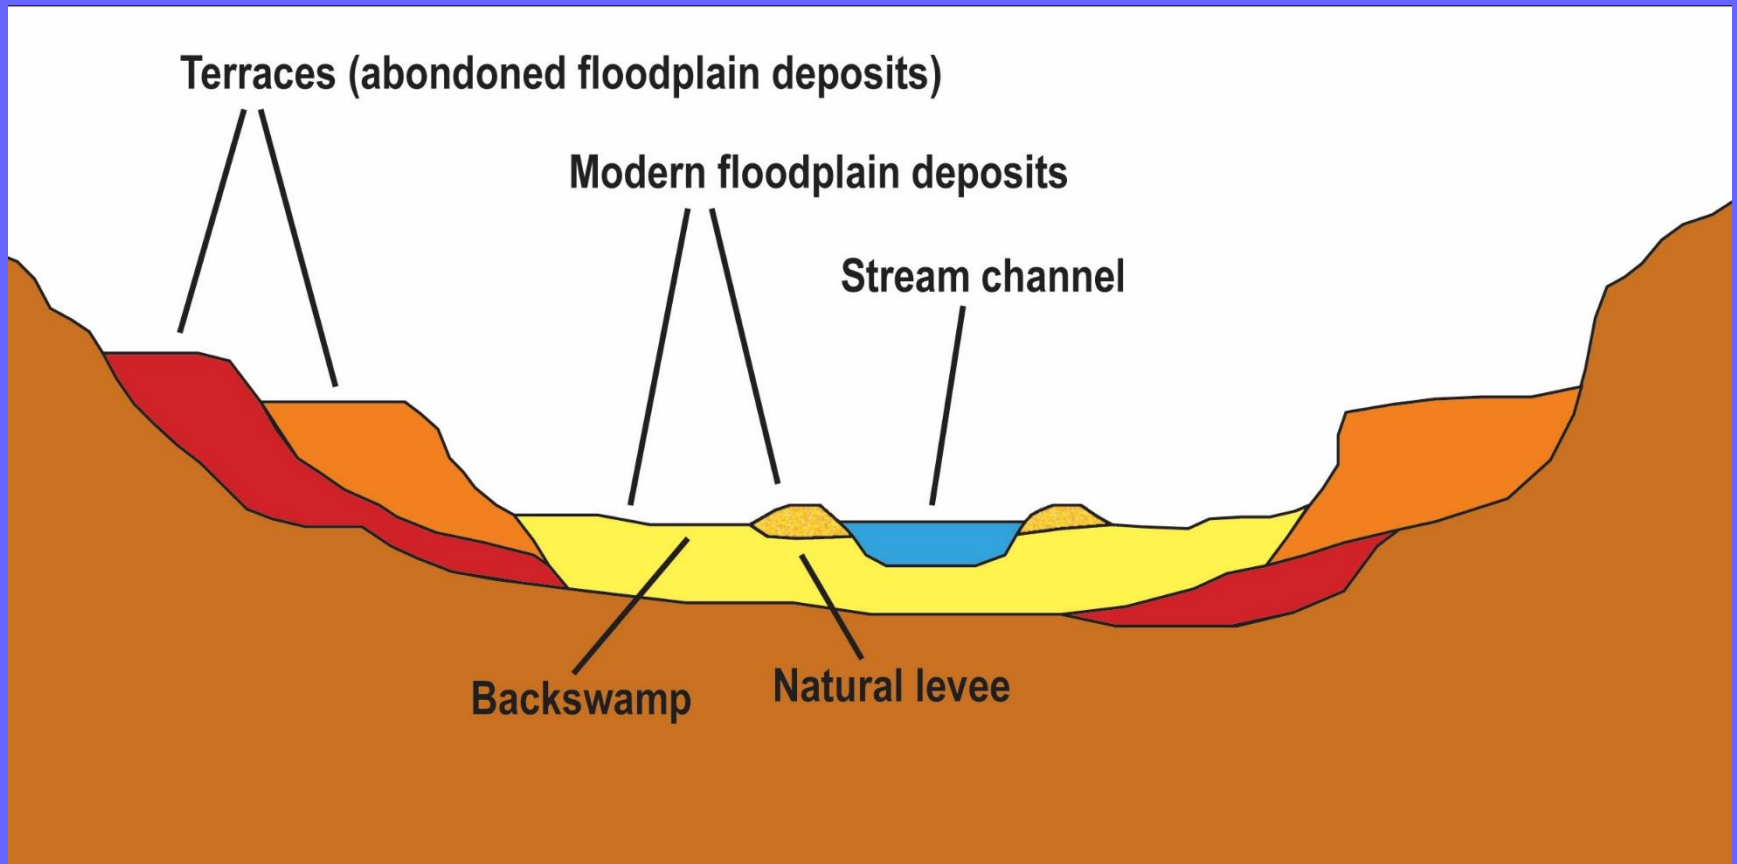 Terraces (abondoned floodplain deposits)
Modern floodplain deposits
Stream channel
Backswamp
Natural levee